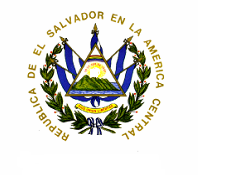 REPUBLICA DE EL SALVADOR EN LA AMERICA CENTRAL